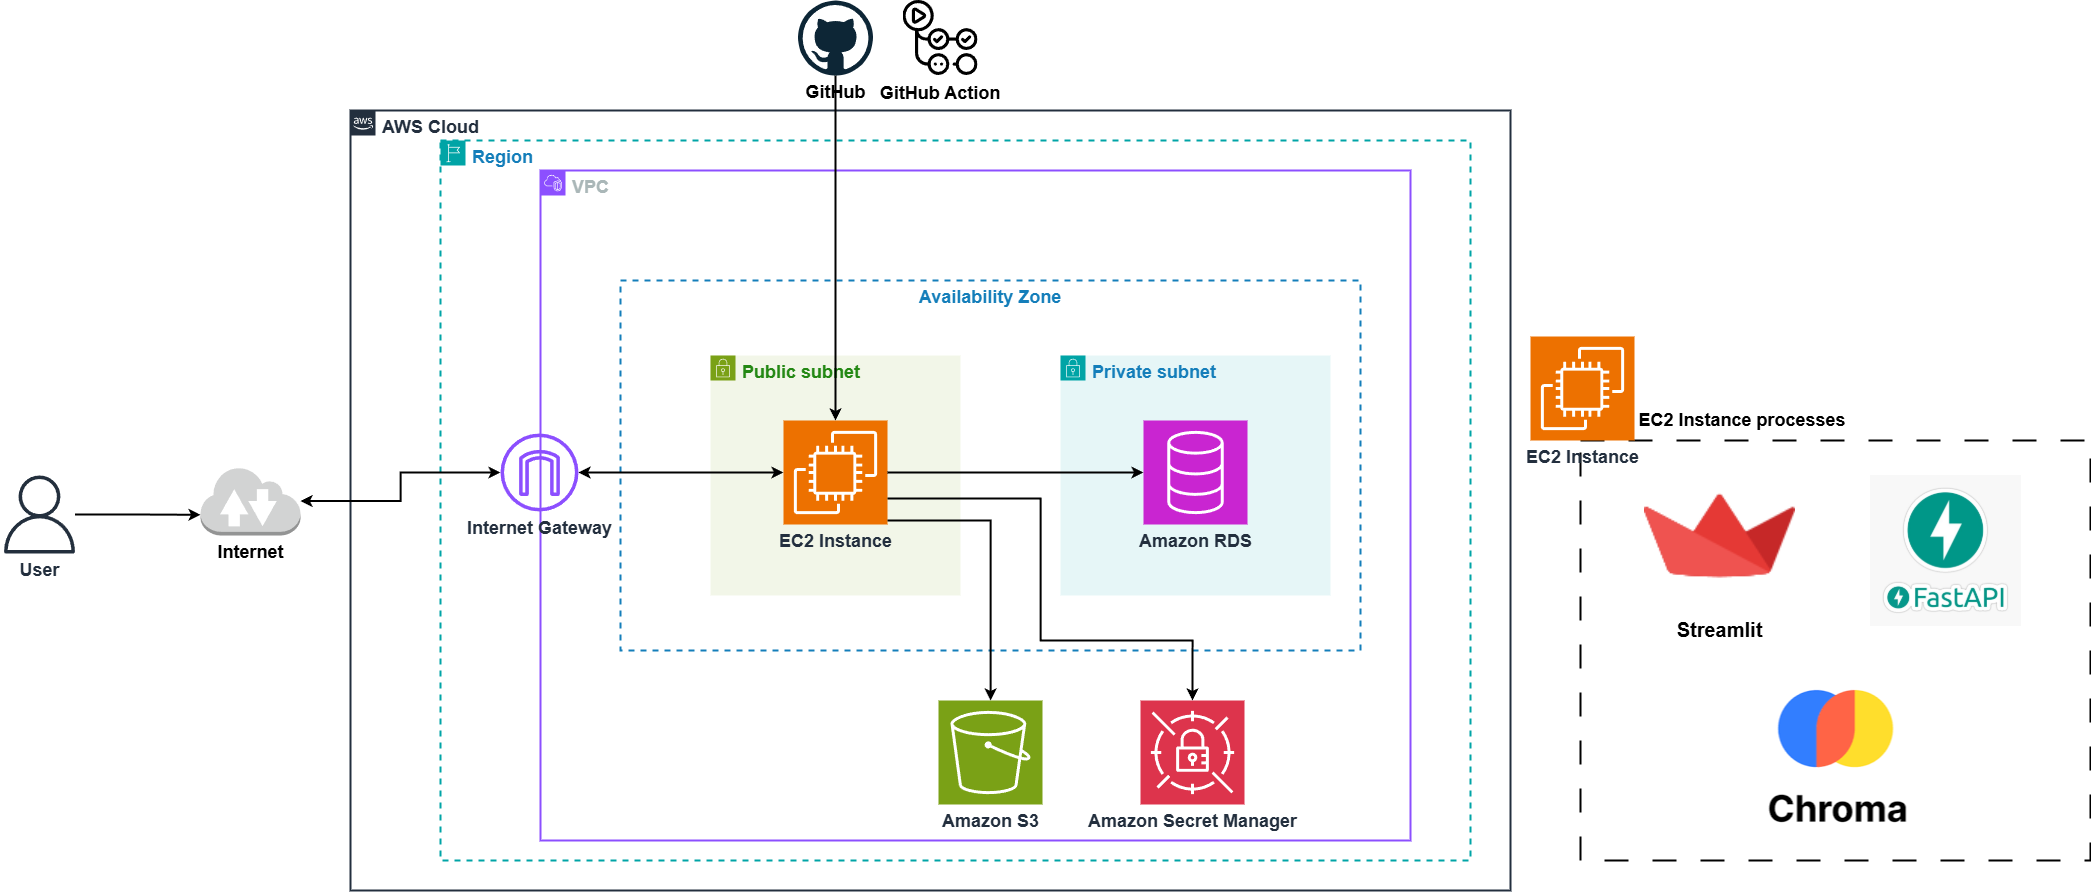 GitHub
GitHub Action
aws
AWS Cloud
Region
VPC
Availability Zone
Public subnet
Private subnet
EC2 Instance processes
EC2 Instance
Internet Gateway
EC2 Instance
Amazon RDS
Internet
User
FastAPI
Streamlit
Chroma
Amazon S3
Amazon Secret Manager